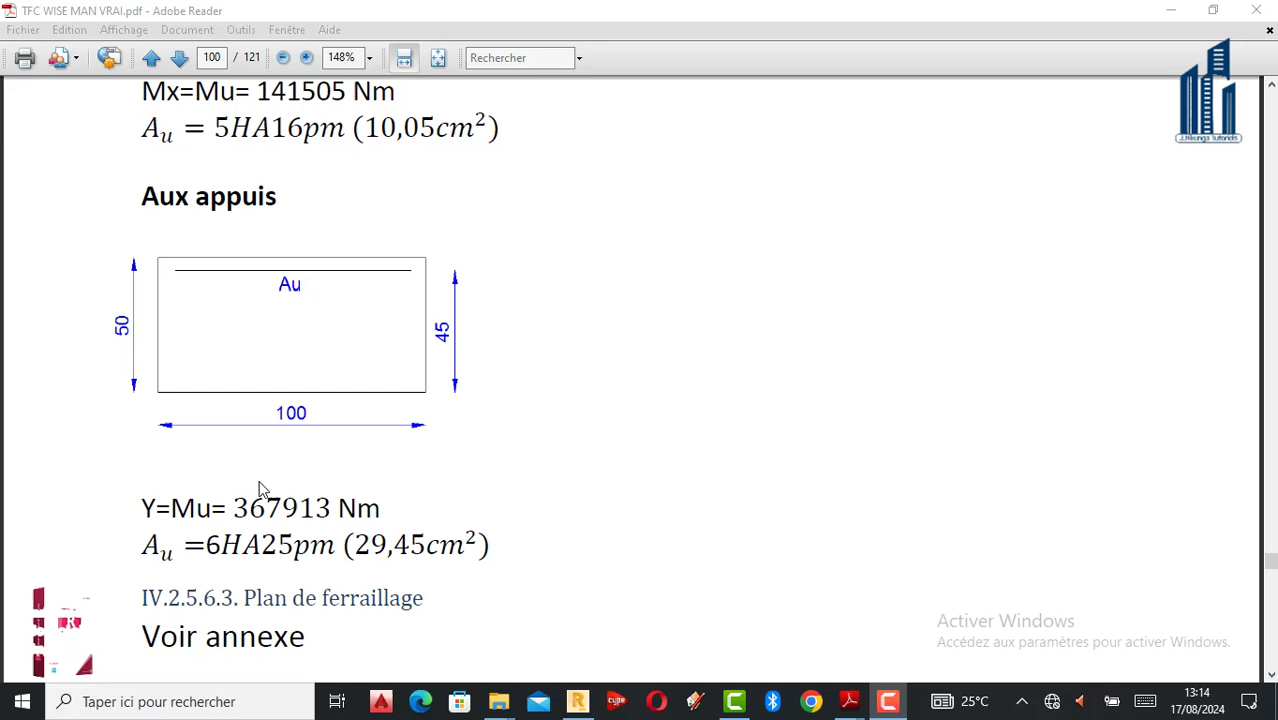 TFC WISE MAN VRAI.pdf - Adobe Reader
Fichier Edition Affichage Document Outils Fenêtre Aide
100 / 121 148% Rechercher
J.Nkunga Tutoriels
Mx=Mu= 141505 Nm
Au = 5HA16pm (10,05cm²)
Aux appuis
Au
50
45
100
Y=Mu= 367913 Nm
Au =6HA25pm (29,45cm²)
IV.2.5.6.3. Plan de ferraillage
Voir annexe
Activer Windows
Accédez aux paramètres pour activer Windows.
Taper ici pour rechercher
cype
25°C
13:14
17/08/2024